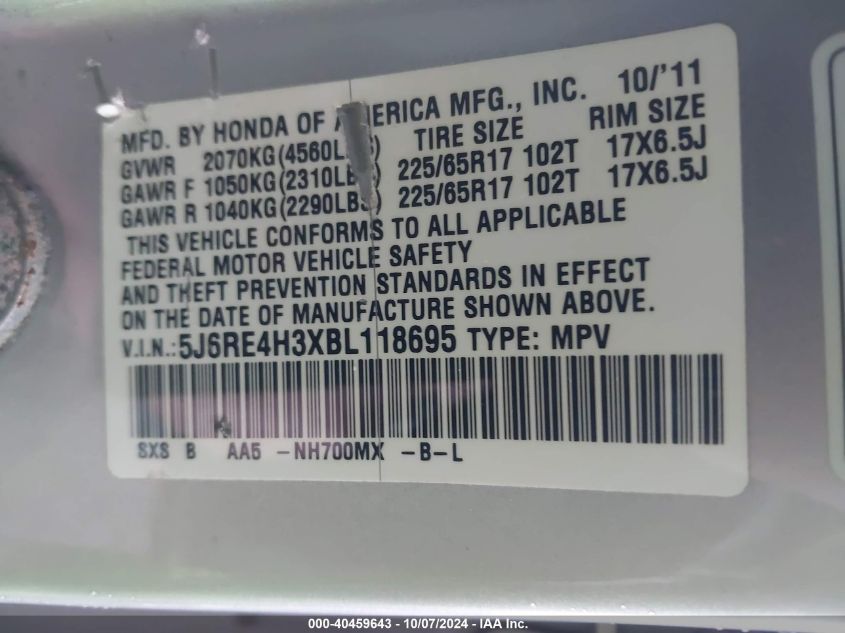 MFD. BY HONDA OF AMERICA MFG., INC. 10/'11
GVWR 2070KG(4560LBS) TIRE SIZE RIM SIZE
GAWR F 1050KG(2310LBS) 225/65R17 102T 17X6.5J
GAWR R 1040KG(2290LBS) 225/65R17 102T 17X6.5J
THIS VEHICLE CONFORMS TO ALL APPLICABLE
FEDERAL MOTOR VEHICLE SAFETY
AND THEFT PREVENTION STANDARDS IN EFFECT
ON THE DATE OF MANUFACTURE SHOWN ABOVE.
V.I.N.: 5J6RE4H3XBL118695 TYPE: MPV
SXS B AA5 -NH700MX -B-L
000-40459643 - 10/07/2024 - IAA Inc.